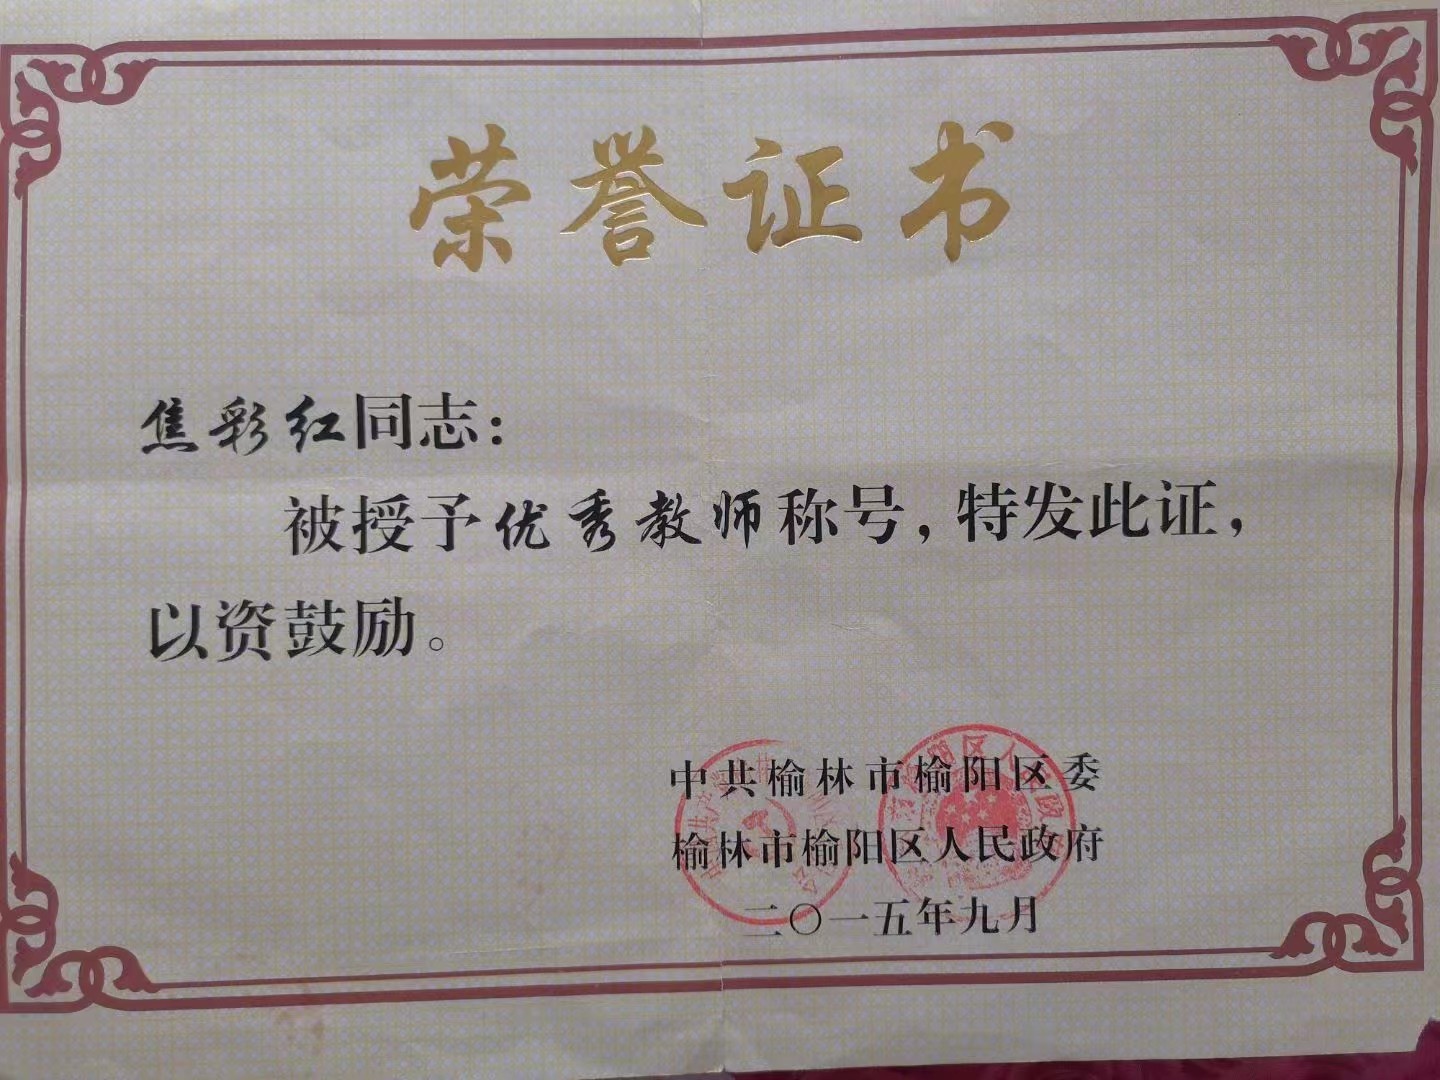 荣誉证书
焦彩红同志：
被授予优秀教师称号，特发此证，
以资鼓励。
中共榆林市榆阳区委
榆林市榆阳区人民政府
二〇一五年九月